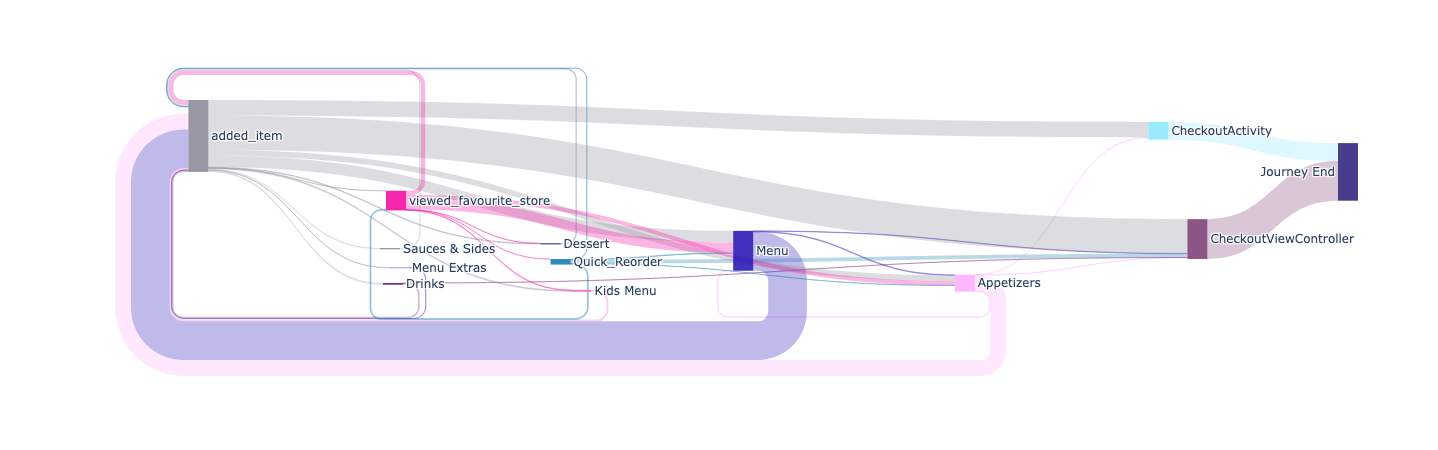 added_item
CheckoutActivity
Journey End
viewed_favourite_store
CheckoutViewController
Sauces & Sides
Dessert
Menu
Menu Extras
Quick_Reorder
Drinks
Kids Menu
Appetizers